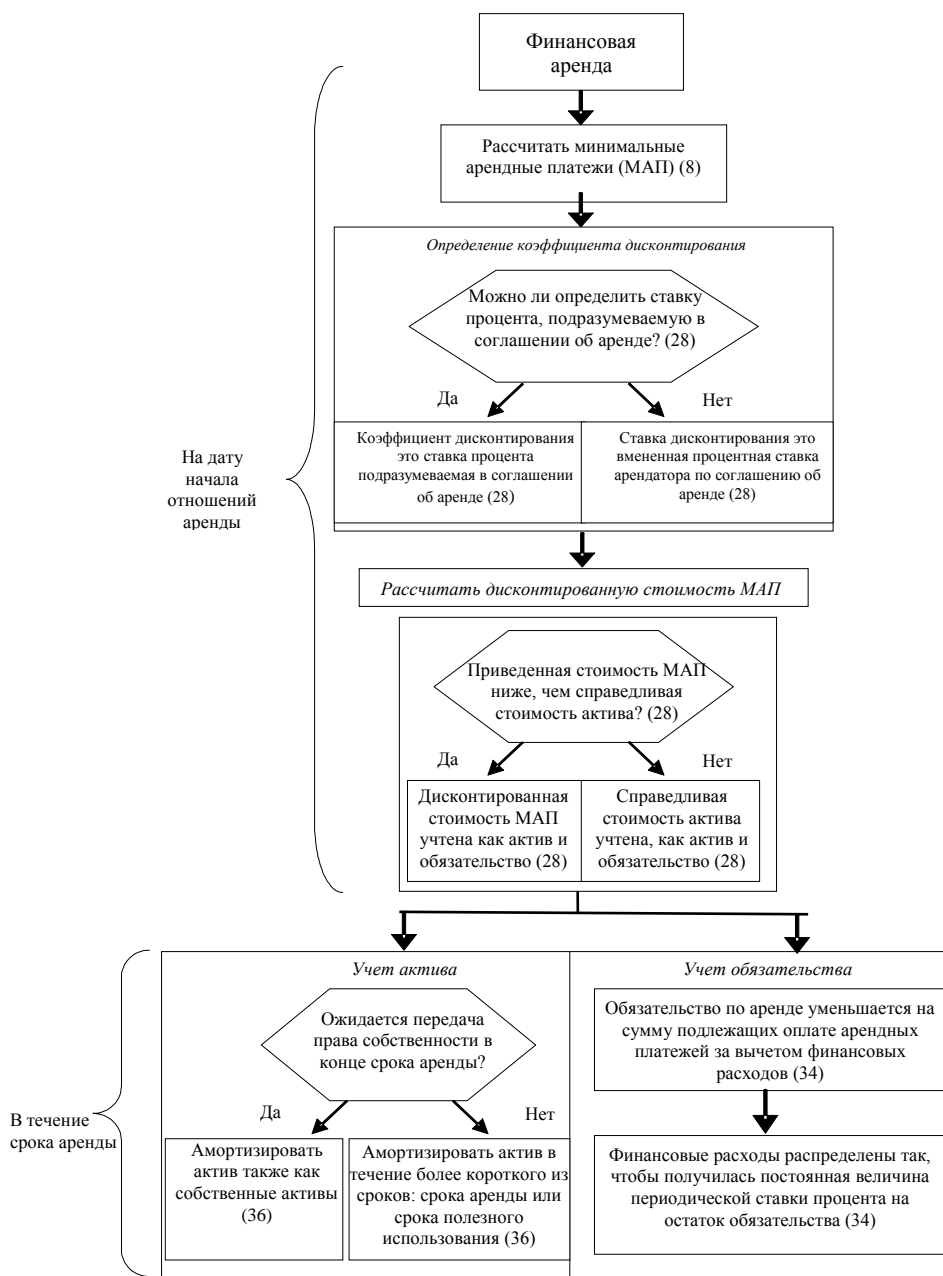 Финансовая
аренда
Рассчитать минимальные
арендные платежи (МАП) (8)
Определение коэффициента дисконтирования
Можно ли определить ставку
процента, подразумеваемую в
соглашении об аренде? (28)
Да
Нет
Коэффициент дисконтирования
это ставка процента
подразумеваемая в соглашении
об аренде (28)
Ставка дисконтирования это
вмененная процентная ставка
арендатора по соглашению об
аренде (28)
На дату
начала
отношений
аренды
Рассчитать дисконтированную стоимость МАП
Приведенная стоимость МАП
ниже, чем справедливая
стоимость актива? (28)
Да
Нет
Дисконтированная
стоимость МАП
учтена как актив и
обязательство (28)
Справедливая
стоимость актива
учтена, как актив и
обязательство (28)
Учет актива
Ожидается передача
права собственности в
конце срока аренды?
Да
Нет
Амортизировать
актив также как
собственные активы
(36)
Амортизировать актив в
течение более короткого из
сроков: срока аренды или
срока полезного
использования (36)
Учет обязательства
Обязательство по аренде уменьшается на
сумму подлежащих оплате арендных
платежей за вычетом финансовых
расходов (34)
Финансовые расходы распределены так,
чтобы получилась постоянная величина
периодической ставки процента на
остаток обязательства (34)
В течение
срока аренды